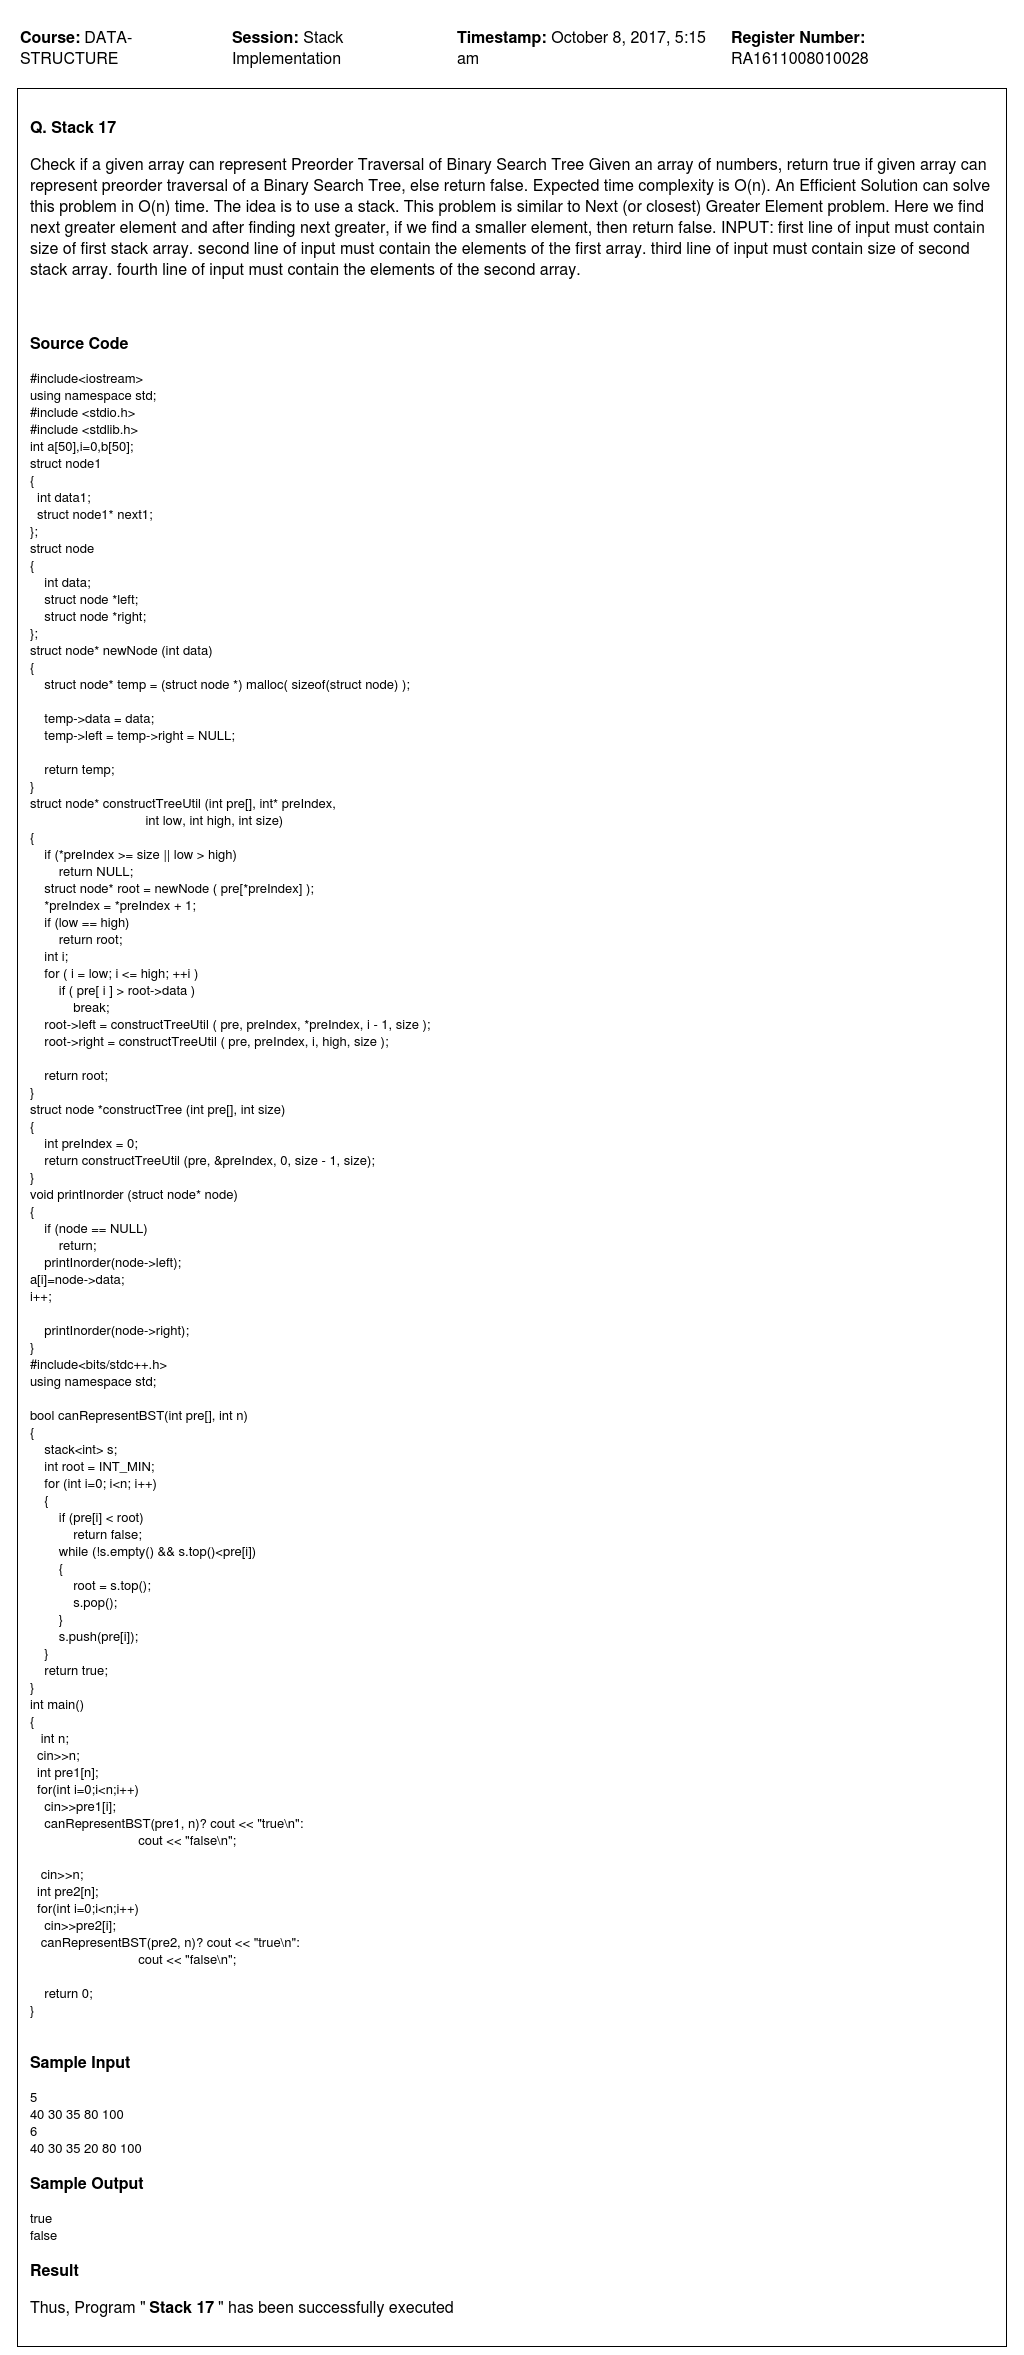 Course: DATA-STRUCTURE
Session: Stack Implementation
Timestamp: October 8, 2017, 5:15 am
Register Number: RA1611008010028
Q. Stack 17
Check if a given array can represent Preorder Traversal of Binary Search Tree Given an array of numbers, return true if given array can
represent preorder traversal of a Binary Search Tree, else return false. Expected time complexity is O(n). An Efficient Solution can solve
this problem in O(n) time. The idea is to use a stack. This problem is similar to Next (or closest) Greater Element problem. Here we find
next greater element and after finding next greater, if we find a smaller element, then return false. INPUT: first line of input must contain
size of first stack array. second line of input must contain the elements of the first array. third line of input must contain size of second
stack array. fourth line of input must contain the elements of the second array.
Source Code
#include<iostream>
using namespace std;
#include <stdio.h>
#include <stdlib.h>
int a[50],i=0,b[50];
struct node1
{
  int data1;
  struct node1* next1;
};
struct node
{
    int data;
    struct node *left;
    struct node *right;
};
struct node* newNode (int data)
{
    struct node* temp = (struct node *) malloc( sizeof(struct node) );
    temp->data = data;
    temp->left = temp->right = NULL;
    return temp;
}
struct node* constructTreeUtil (int pre[], int* preIndex,
                                int low, int high, int size)
{
    if (*preIndex >= size || low > high)
        return NULL;
    struct node* root = newNode ( pre[*preIndex] );
    *preIndex = *preIndex + 1;
    if (low == high)
        return root;
    int i;
    for ( i = low; i <= high; ++i )
        if ( pre[ i ] > root->data )
            break;
    root->left = constructTreeUtil ( pre, preIndex, *preIndex, i - 1, size );
    root->right = constructTreeUtil ( pre, preIndex, i, high, size );
    return root;
}
struct node *constructTree (int pre[], int size)
{
    int preIndex = 0;
    return constructTreeUtil (pre, &preIndex, 0, size - 1, size);
}
void printInorder (struct node* node)
{
    if (node == NULL)
        return;
    printInorder(node->left);
a[i]=node->data;
i++;
    printInorder(node->right);
}
#include<bits/stdc++.h>
using namespace std;
bool canRepresentBST(int pre[], int n)
{
    stack<int> s;
    int root = INT_MIN;
    for (int i=0; i<n; i++)
    {
        if (pre[i] < root)
            return false;
        while (!s.empty() && s.top()<pre[i])
        {
            root = s.top();
            s.pop();
        }
        s.push(pre[i]);
    }
    return true;
}
int main()
{
   int n;
  cin>>n;
  int pre1[n];
  for(int i=0;i<n;i++)
    cin>>pre1[i];
    canRepresentBST(pre1, n)? cout << "true\n":
                              cout << "false\n";
   cin>>n;
  int pre2[n];
  for(int i=0;i<n;i++)
    cin>>pre2[i];
   canRepresentBST(pre2, n)? cout << "true\n":
                              cout << "false\n";
    return 0;
}
Sample Input
5
40 30 35 80 100
6
40 30 35 20 80 100
Sample Output
true
false
Result
Thus, Program " Stack 17 " has been successfully executed